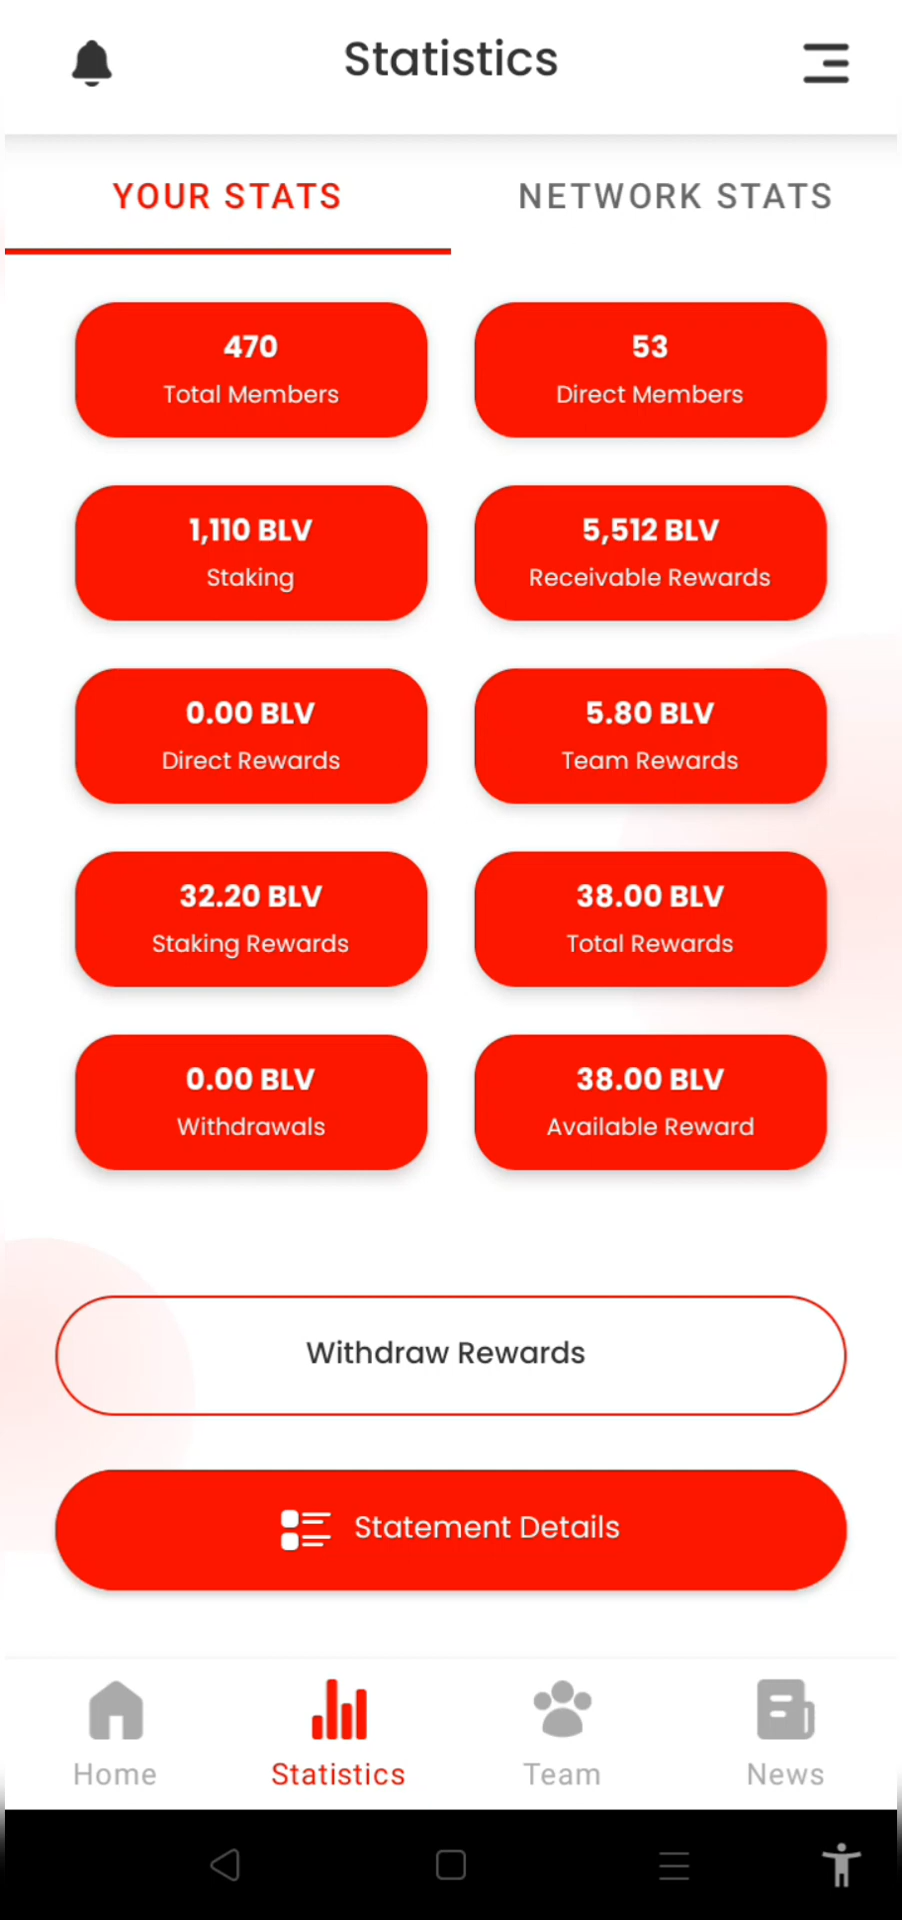 Statistics
YOUR STATS
NETWORK STATS
470
Total Members
53
Direct Members
1,110 BLV
Staking
5,512 BLV
Receivable Rewards
0.00 BLV
Direct Rewards
5.80 BLV
Team Rewards
32.20 BLV
Staking Rewards
38.00 BLV
Total Rewards
0.00 BLV
Withdrawals
38.00 BLV
Available Reward
Withdraw Rewards
Statement Details
Home
Statistics
Team
News